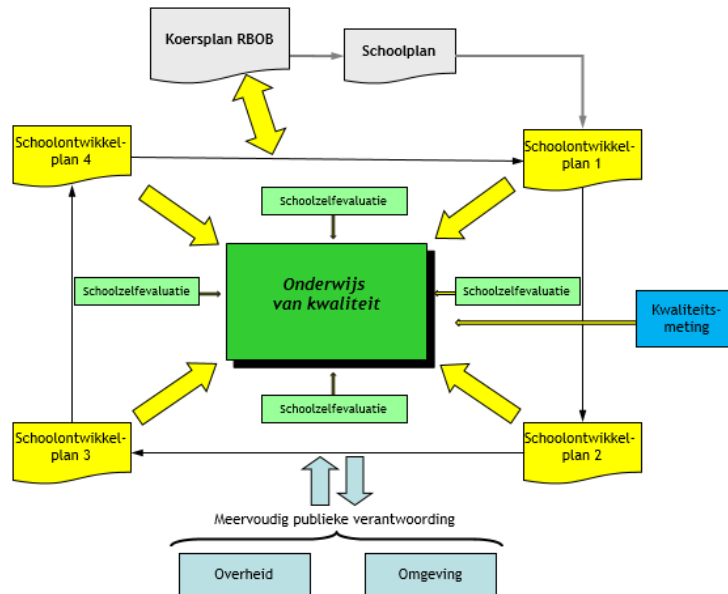 Koersplan RBOB
Schoolplan
Schoolontwikkel-
plan 4
Schoolontwikkel-
plan 1
Schoolzelfevaluatie
Onderwijs
van kwaliteit
Schoolzelfevaluatie
Schoolzelfevaluatie
Kwaliteits-
meting
Schoolzelfevaluatie
Schoolontwikkel-
plan 3
Schoolontwikkel-
plan 2
Meervoudig publieke verantwoording
Overheid
Omgeving